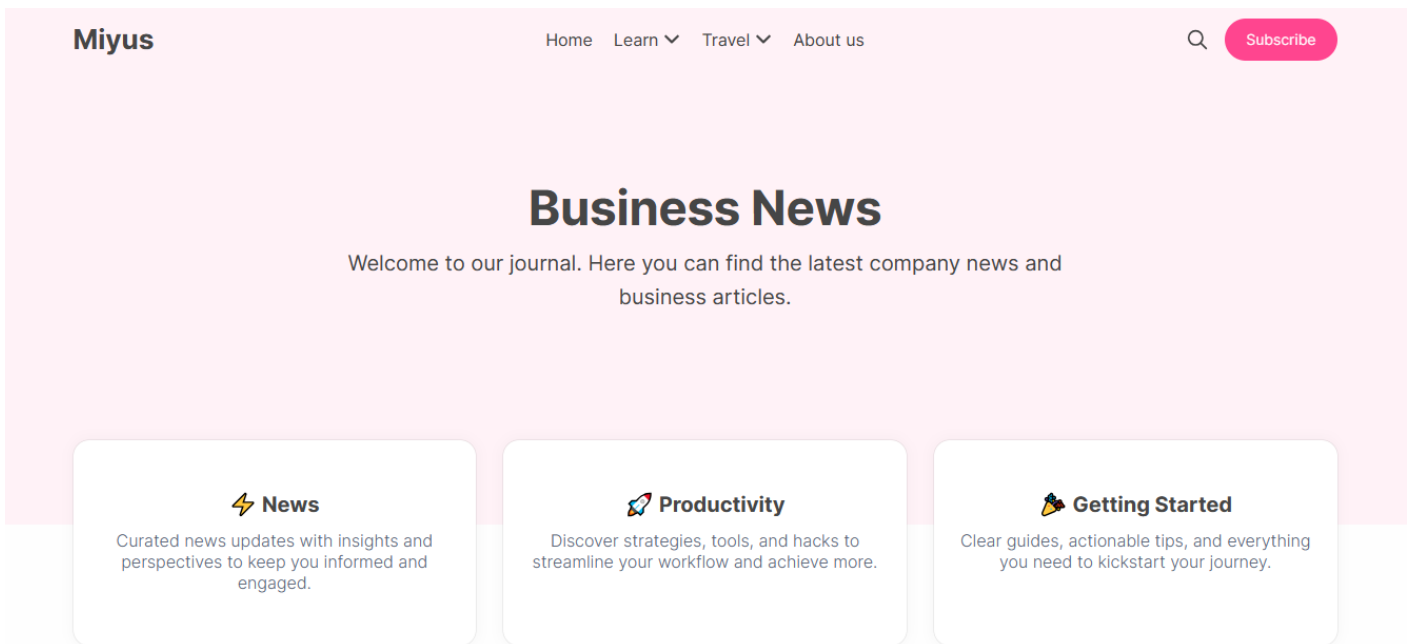 Miyus
Home Learn Travel About us
Subscribe
Business News
Welcome to our journal. Here you can find the latest company news and
business articles.
⚡ News
Curated news updates with insights and
perspectives to keep you informed and
engaged.
🚀 Productivity
Discover strategies, tools, and hacks to
streamline your workflow and achieve more.
🎉 Getting Started
Clear guides, actionable tips, and everything
you need to kickstart your journey.